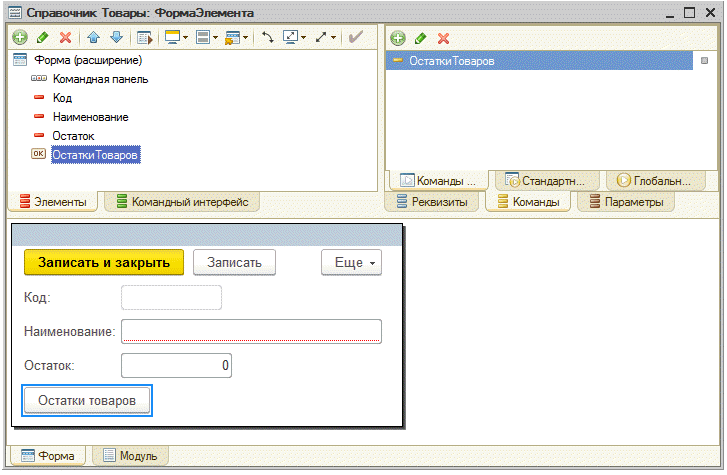 Справочник Товары: ФормаЭлемента
Форма (расширение)
Командная панель
Код
Наименование
Остаток
OK ОстаткиТоваров
Элементы
Командный интерфейс
ОстаткиТоваров
Команды ...
Стандартн...
Глобальн...
Реквизиты
Команды
Параметры
Записать и закрыть
Записать
Еще
Код:
Наименование:
Остаток: 0
Остатки товаров
Форма
Модуль